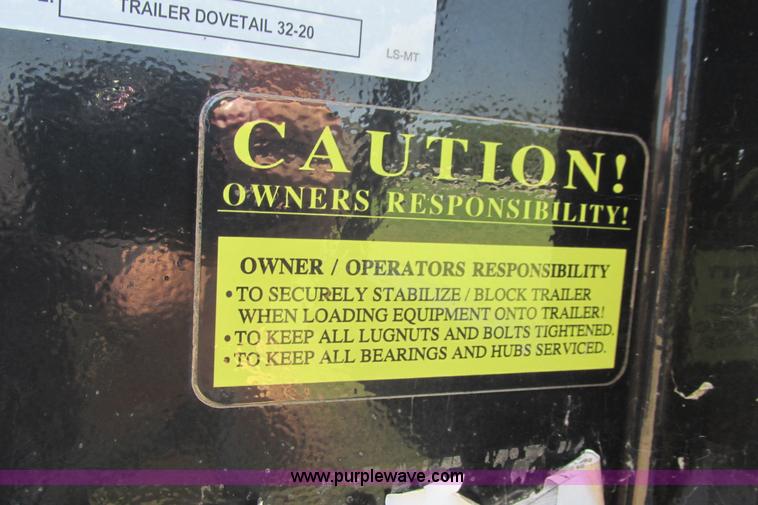 TRAILER DOVETAIL 32-20
LS-MT
CAUTION!
OWNERS RESPONSIBILITY!
OWNER / OPERATORS RESPONSIBILITY
• TO SECURELY STABILIZE / BLOCK TRAILER
WHEN LOADING EQUIPMENT ONTO TRAILER!
• TO KEEP ALL LUGNUTS AND BOLTS TIGHTENED.
• TO KEEP ALL BEARINGS AND HUBS SERVICED.
www.purplewave.com